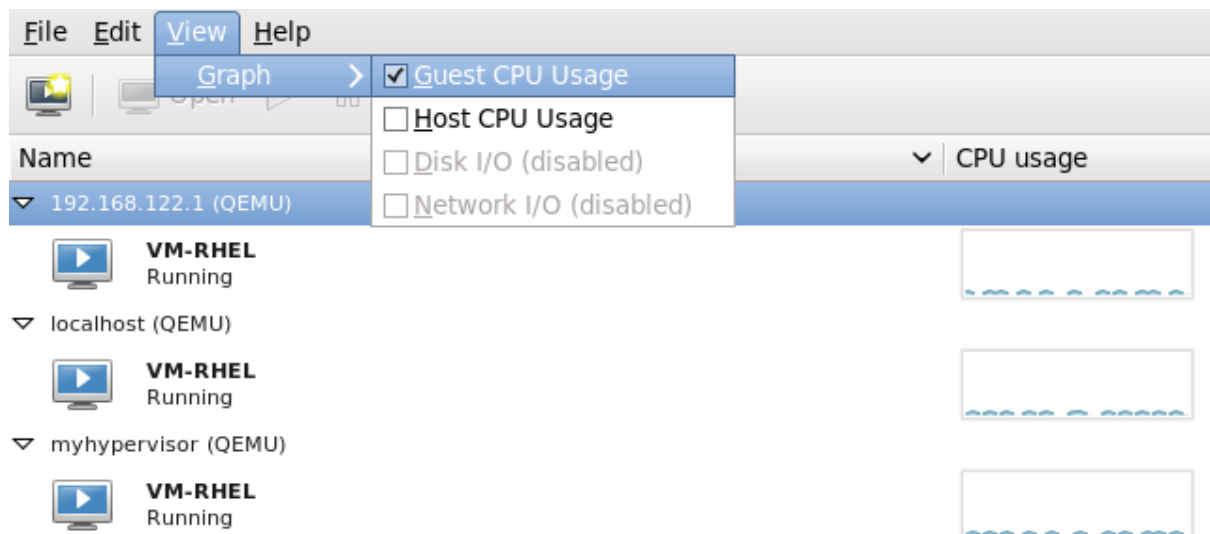 File Edit View Help
Graph Guest CPU Usage
Open
Host CPU Usage
Name CPU usage
Disk I/O (disabled)
192.168.122.1 (QEMU)
Network I/O (disabled)
VM-RHEL
Running
localhost (QEMU)
VM-RHEL
Running
myhypervisor (QEMU)
VM-RHEL
Running